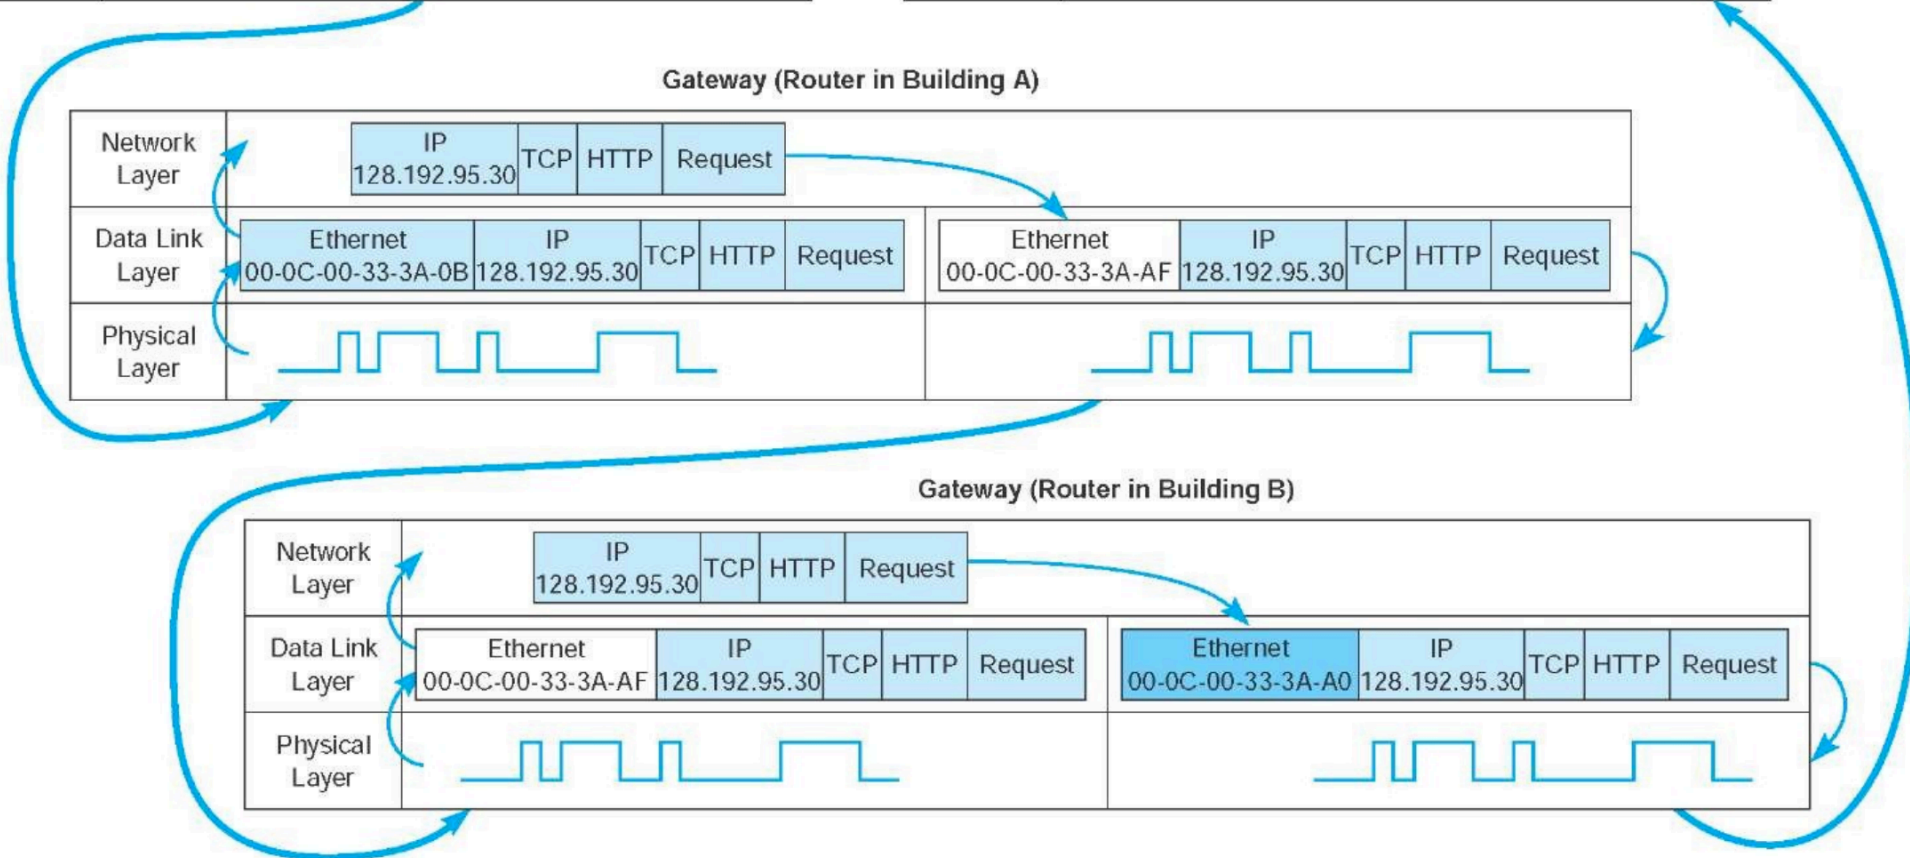 Gateway (Router in Building A)
Network
Layer
IP
128.192.95.30
TCP
HTTP
Request
Data Link
Layer
Ethernet
00-0C-00-33-3A-0B
IP
128.192.95.30
TCP
HTTP
Request
Ethernet
00-0C-00-33-3A-AF
IP
128.192.95.30
TCP
HTTP
Request
Physical
Layer
Gateway (Router in Building B)
Network
Layer
IP
128.192.95.30
TCP
HTTP
Request
Data Link
Layer
Ethernet
00-0C-00-33-3A-AF
IP
128.192.95.30
TCP
HTTP
Request
Ethernet
00-0C-00-33-3A-A0
IP
128.192.95.30
TCP
HTTP
Request
Physical
Layer